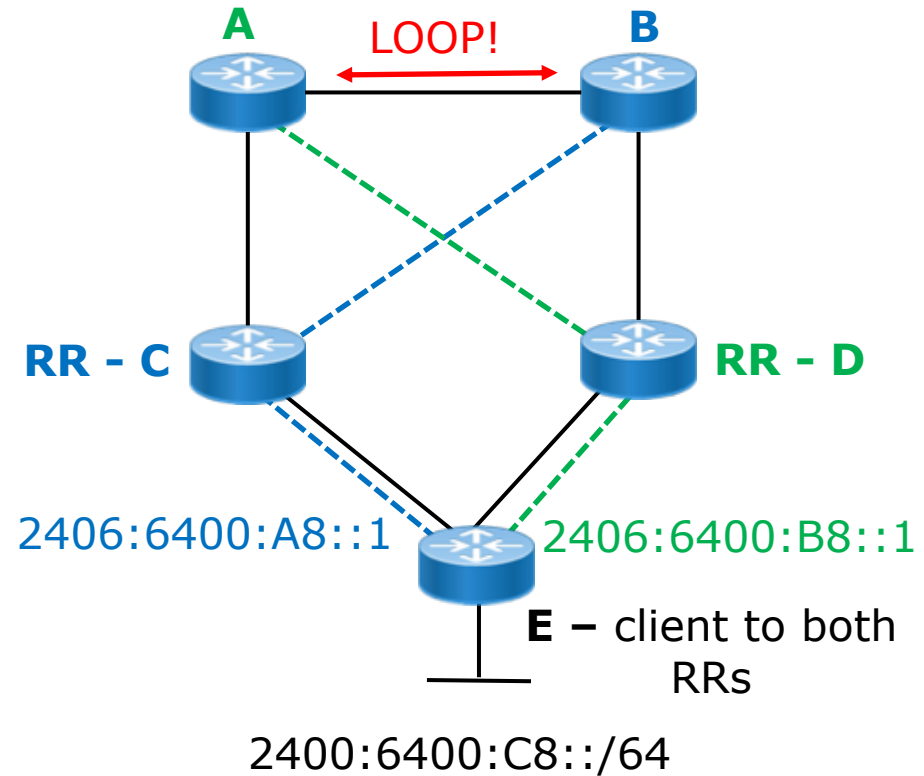 A
LOOP!
B
RR - C
RR - D
2406:6400:A8::1
2406:6400:B8::1
E – client to both
RRs
2400:6400:C8::/64